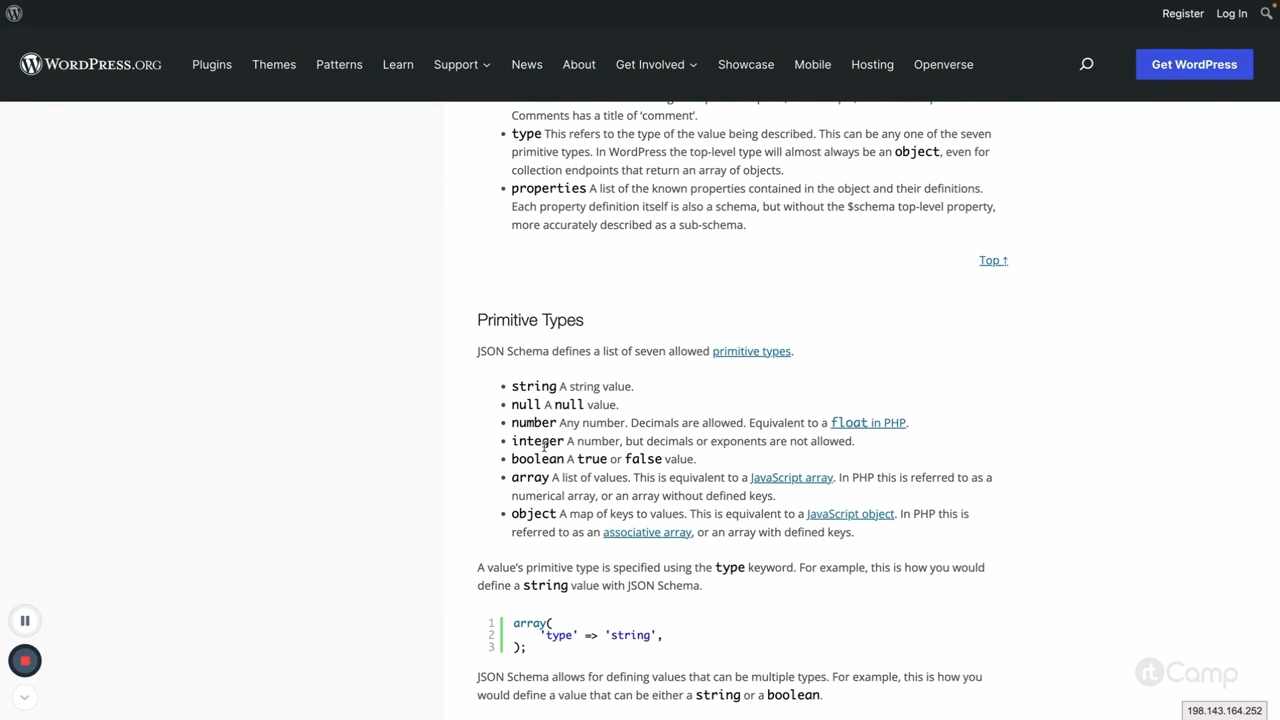 Register Log In
WORDPRESS.ORG Plugins Themes Patterns Learn Support News About Get Involved Showcase Mobile Hosting Openverse Get WordPress
Comments has a title of ‘comment’.
• type This refers to the type of the value being described. This can be any one of the seven
primitive types. In WordPress the top-level type will almost always be an object, even for
collection endpoints that return an array of objects.
• properties A list of the known properties contained in the object and their definitions.
Each property definition itself is also a schema, but without the $schema top-level property,
more accurately described as a sub-schema.
Top ↑
Primitive Types
JSON Schema defines a list of seven allowed primitive types.
• string A string value.
• null A null value.
• number Any number. Decimals are allowed. Equivalent to a float in PHP.
• integer A number, but decimals or exponents are not allowed.
• boolean A true or false value.
• array A list of values. This is equivalent to a JavaScript array. In PHP this is referred to as a
numerical array, or an array without defined keys.
• object A map of keys to values. This is equivalent to a JavaScript object. In PHP this is
referred to as an associative array, or an array with defined keys.
A value’s primitive type is specified using the type keyword. For example, this is how you would
define a string value with JSON Schema.
1 array(
2 'type' => 'string',
3 );
JSON Schema allows for defining values that can be multiple types. For example, this is how you
would define a value that can be either a string or a boolean.
rtCamp
198.143.164.252